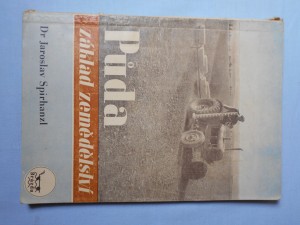 Dr Jaroslav Spirhanzl
Půda
základ zemědělství